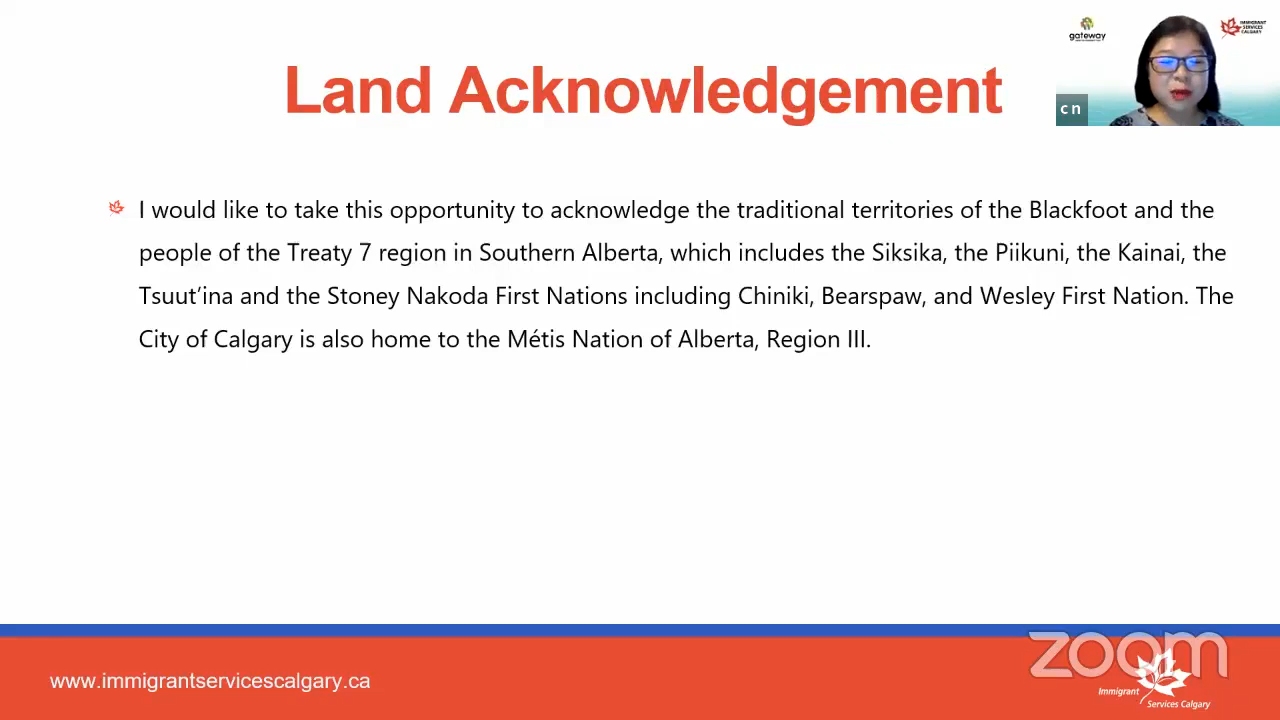 gateway
IMMIGRANT
SERVICES
CALGARY
Land Acknowledgement
cn
I would like to take this opportunity to acknowledge the traditional territories of the Blackfoot and the
people of the Treaty 7 region in Southern Alberta, which includes the Siksika, the Piikuni, the Kainai, the
Tsuut’ina and the Stoney Nakoda First Nations including Chiniki, Bearspaw, and Wesley First Nation. The
City of Calgary is also home to the Métis Nation of Alberta, Region III.
zoom
www.immigrantservicescalgary.ca
Immigrant
Services Calgary